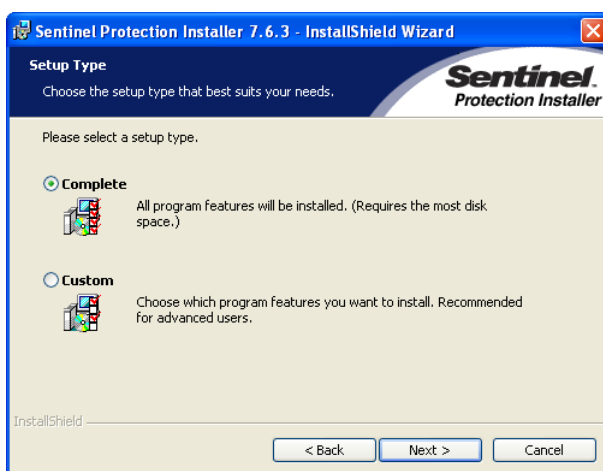 Sentinel Protection Installer 7.6.3 - InstallShield Wizard
Setup Type
Choose the setup type that best suits your needs.
Sentinel.
Protection Installer
Please select a setup type.
Complete
All program features will be installed. (Requires the most disk
space.)
Custom
Choose which program features you want to install. Recommended
for advanced users.
InstallShield
< Back
Next >
Cancel